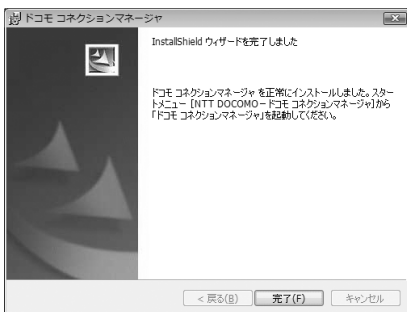 ドコモ コネクションマネージャ
InstallShield ウィザードを完了しました
ドコモ コネクションマネージャ を正常にインストールしました。スター
トメニュー [NTT DOCOMO－ドコモ コネクションマネージャ]から
「ドコモ コネクションマネージャ」を起動してください。
< 戻る(B) 完了(F) キャンセル